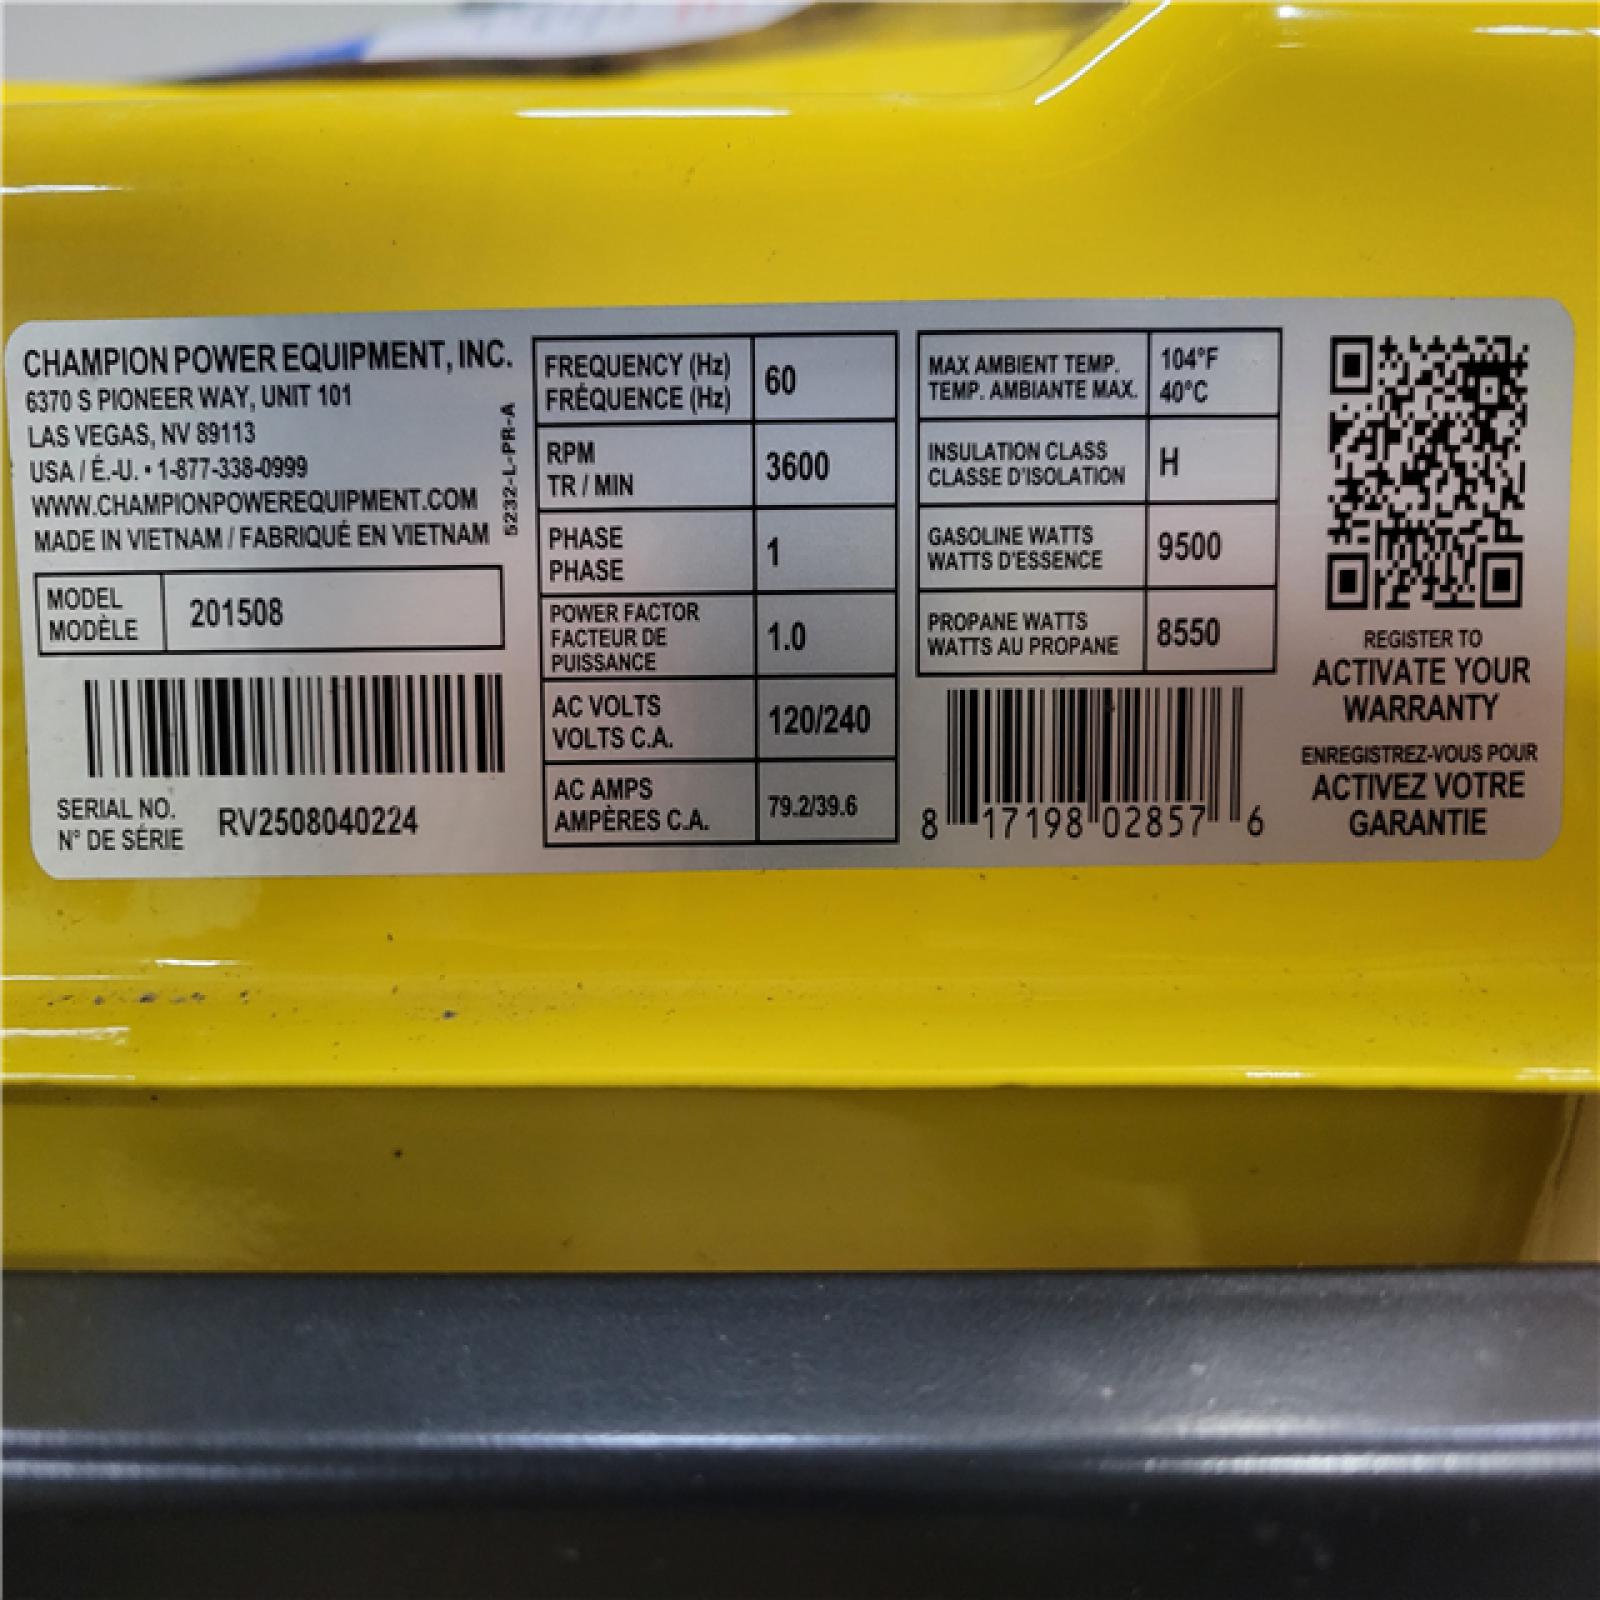 CHAMPION POWER EQUIPMENT, INC.
6370 S PIONEER WAY, UNIT 101
LAS VEGAS, NV 89113
USA / É.-U. • 1-877-338-0999
WWW.CHAMPIONPOWEREQUIPMENT.COM
MADE IN VIETNAM / FABRIQUÉ EN VIETNAM
5232-L-PR-A
MODEL
MODÈLE
201508
SERIAL NO.
N° DE SÉRIE
RV2508040224
FREQUENCY (Hz)
FRÉQUENCE (Hz)
60
RPM
TR / MIN
3600
PHASE
PHASE
1
POWER FACTOR
FACTEUR DE
PUISSANCE
1.0
AC VOLTS
VOLTS C.A.
120/240
AC AMPS
AMPÈRES C.A.
79.2/39.6
MAX AMBIENT TEMP.
TEMP. AMBIANTE MAX.
104°F
40°C
INSULATION CLASS
CLASSE D'ISOLATION
H
GASOLINE WATTS
WATTS D'ESSENCE
9500
PROPANE WATTS
WATTS AU PROPANE
8550
8 17198 02857 6
REGISTER TO
ACTIVATE YOUR
WARRANTY
ENREGISTREZ-VOUS POUR
ACTIVEZ VOTRE
GARANTIE